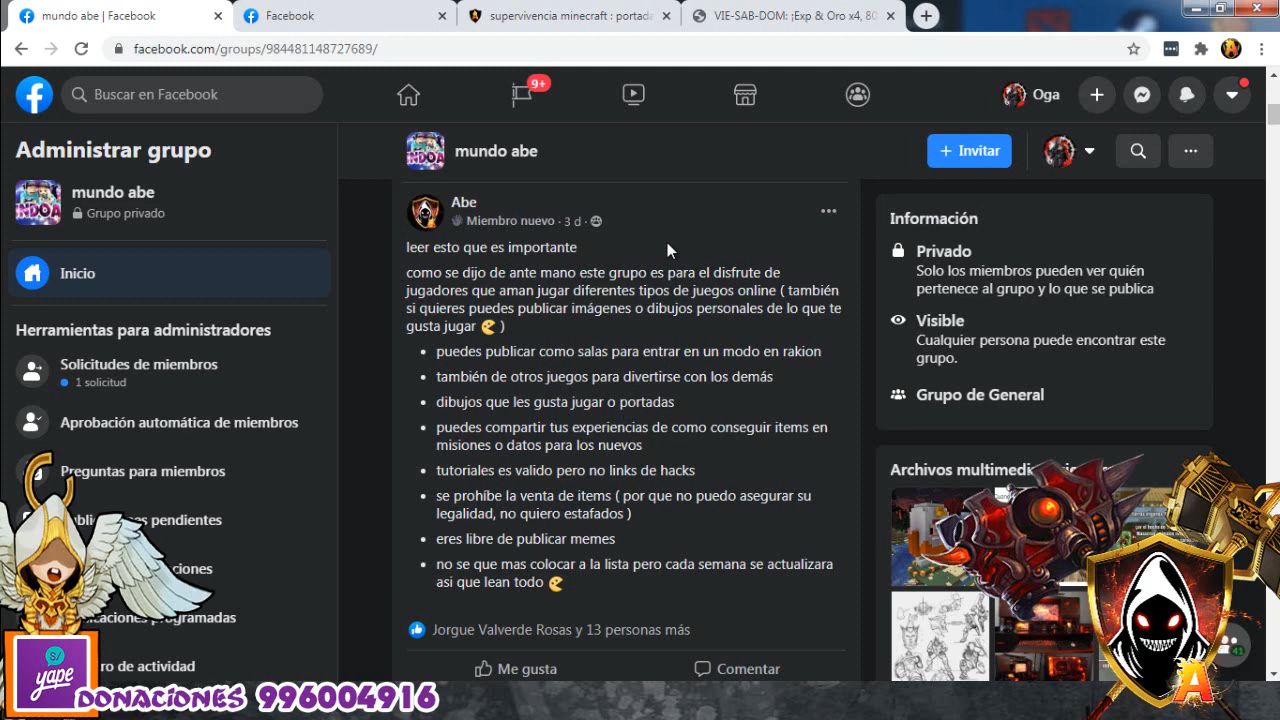 mundo abe | Facebook
Facebook
supervivencia minecraft : portada
VIE-SAB-DOM: ¡Exp & Oro x4, 80
facebook.com/groups/984481148727689/
Buscar en Facebook
9+
Oga
Administrar grupo
mundo abe
Grupo privado
Inicio
Herramientas para administradores
Solicitudes de miembros
1 solicitud
Aprobación automática de miembros
Preguntas para miembros
pendientes
programadas
de actividad
mundo abe
+ Invitar
Abe
Miembro nuevo · 3 d ·
leer esto que es importante
como se dijo de ante mano este grupo es para el disfrute de
jugadores que aman jugar diferentes tipos de juegos online ( también
si quieres puedes publicar imágenes o dibujos personales de lo que te
gusta jugar )
• puedes publicar como salas para entrar en un modo en rakion
• también de otros juegos para divertirse con los demás
• dibujos que les gusta jugar o portadas
• puedes compartir tus experiencias de como conseguir items en
misiones o datos para los nuevos
• tutoriales es valido pero no links de hacks
• se prohíbe la venta de items ( por que no puedo asegurar su
legalidad, no quiero estafados )
• eres libre de publicar memes
• no se que mas colocar a la lista pero cada semana se actualizara
asi que lean todo
Jorgue Valverde Rosas y 13 personas más
Me gusta
Comentar
Información
Privado
Solo los miembros pueden ver quién
pertenece al grupo y lo que se publica
Visible
Cualquier persona puede encontrar este
grupo.
Grupo de General
Archivos
41
A
S/
yape
DONACIONES 996004916